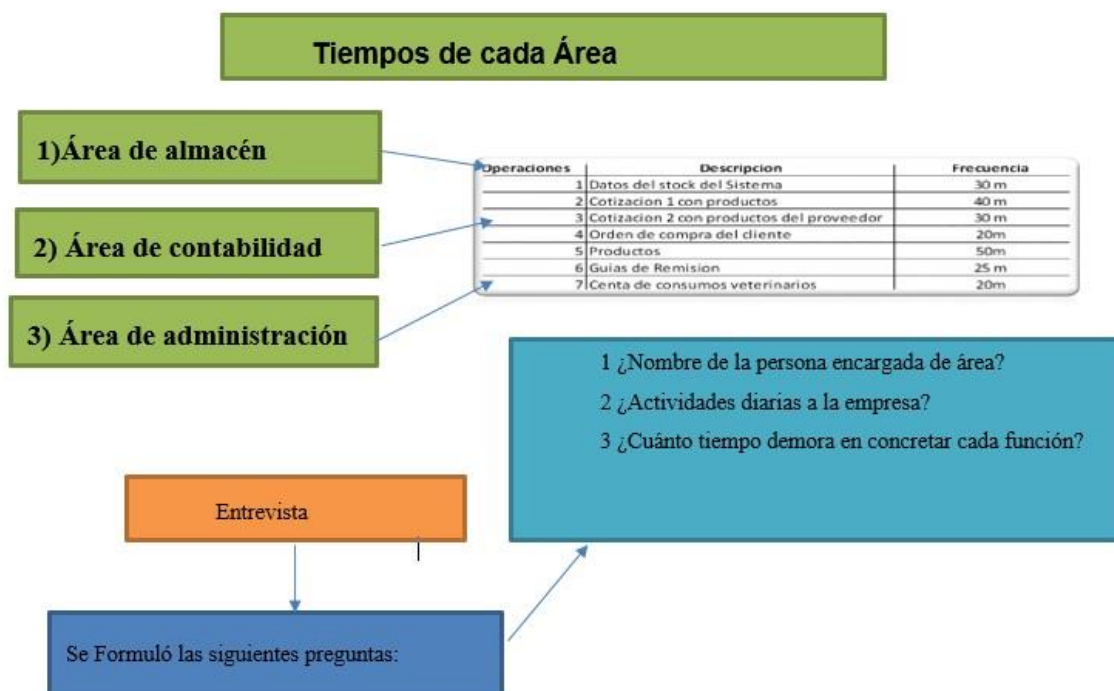 Tiempos de cada Área
1)Área de almacén
2) Área de contabilidad
3) Área de administración
Operaciones Descripcion Frecuencia
1 Datos del stock del Sistema 30 m
2 Cotizacion 1 con productos 40 m
3 Cotizacion 2 con productos del proveedor 30 m
4 Orden de compra del cliente 20m
5 Productos 50m
6 Guias de Remision 25 m
7 Centa de consumos veterinarios 20m
1 ¿Nombre de la persona encargada de área?
2 ¿Actividades diarias a la empresa?
3 ¿Cuánto tiempo demora en concretar cada función?
Entrevista
Se Formuló las siguientes preguntas: